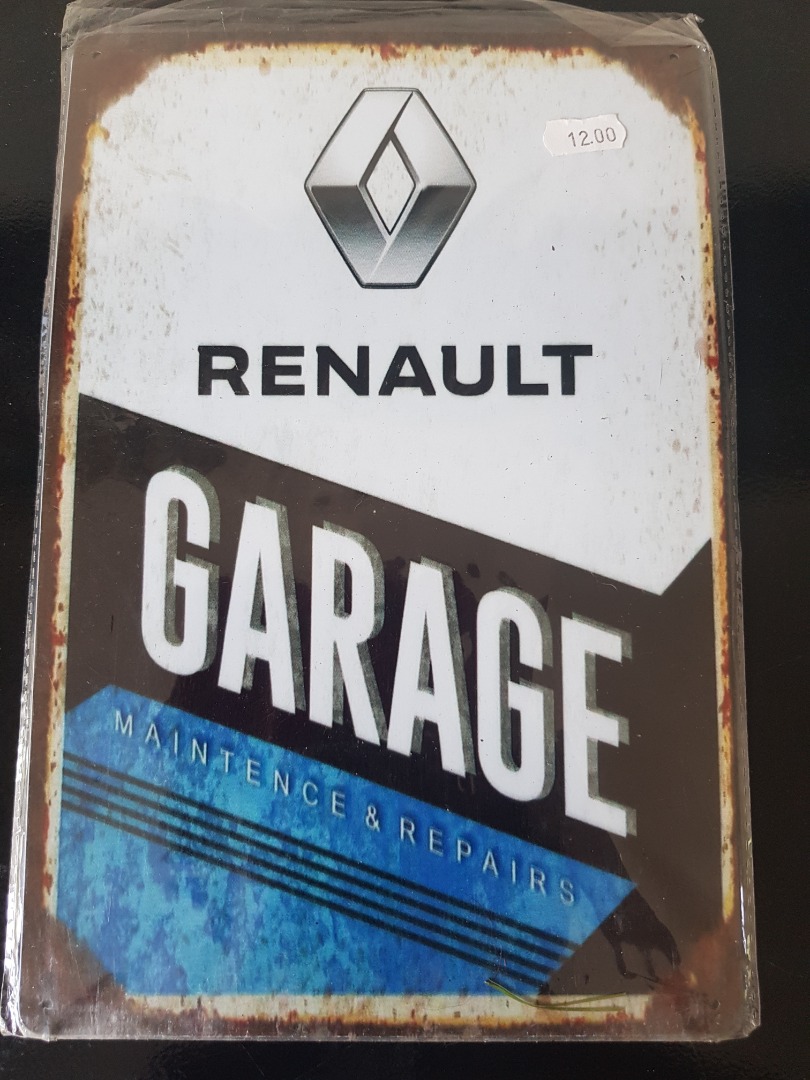 12.00
RENAULT
GARAGE
MAINTENCE & REPAIRS